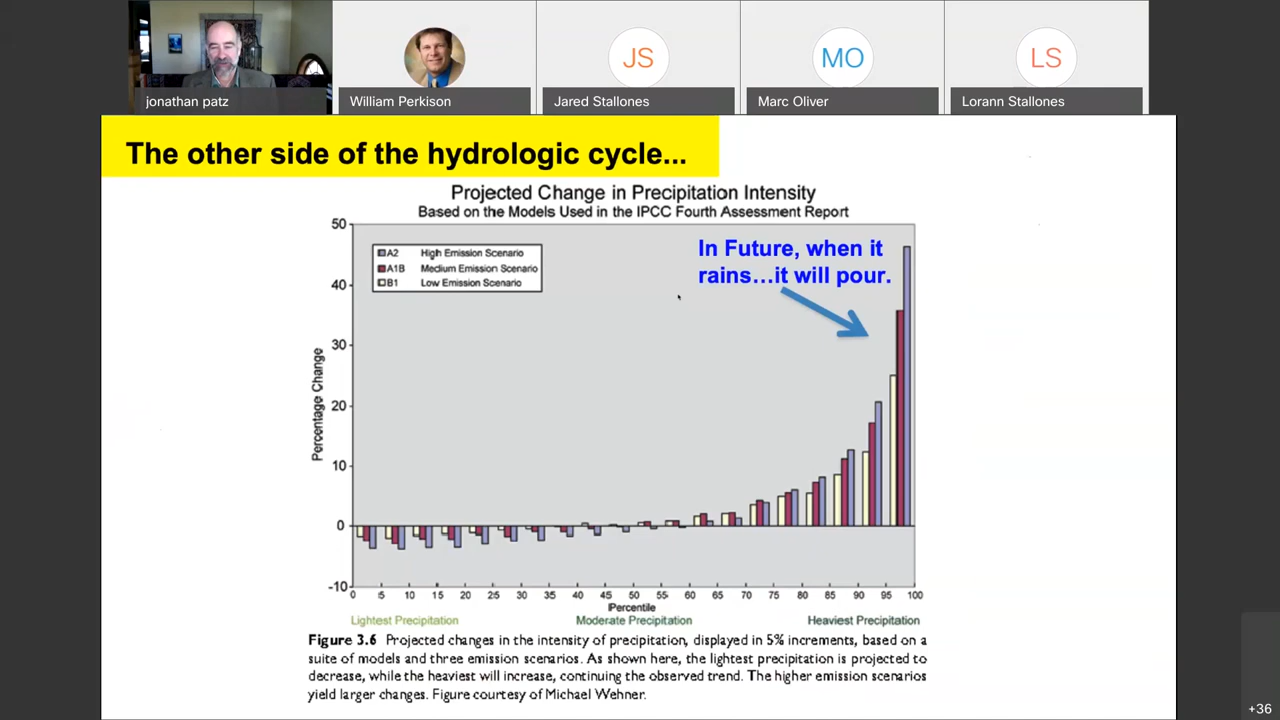 JS
MO
LS
jonathan patz
William Perkison
Jared Stallones
Marc Oliver
Lorann Stallones
The other side of the hydrologic cycle...
Projected Change in Precipitation Intensity
Based on the Models Used in the IPCC Fourth Assessment Report
A2 High Emission Scenario
A1B Medium Emission Scenario
B1 Low Emission Scenario
In Future, when it
rains...it will pour.
Percentage Change
50
40
30
20
10
0
-10
0 5 10 15 20 25 30 35 40 45 50 55 60 65 70 75 80 85 90 95 100
Percentile
Lightest Precipitation Moderate Precipitation Heaviest Precipitation
Figure 3.6 Projected changes in the intensity of precipitation, displayed in 5% increments, based on a
suite of models and three emission scenarios. As shown here, the lightest precipitation is projected to
decrease, while the heaviest will increase, continuing the observed trend. The higher emission scenarios
yield larger changes. Figure courtesy of Michael Wehner.
+36